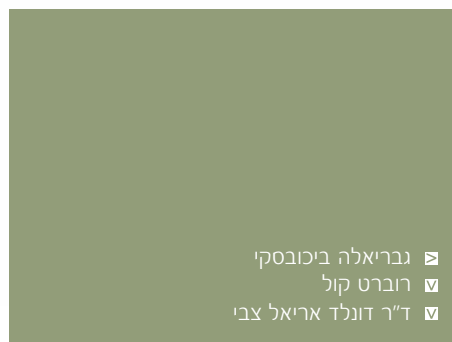 גבריאלה ביכובסקי
רוברט קול
ד״ר דונלד אריאל צבי